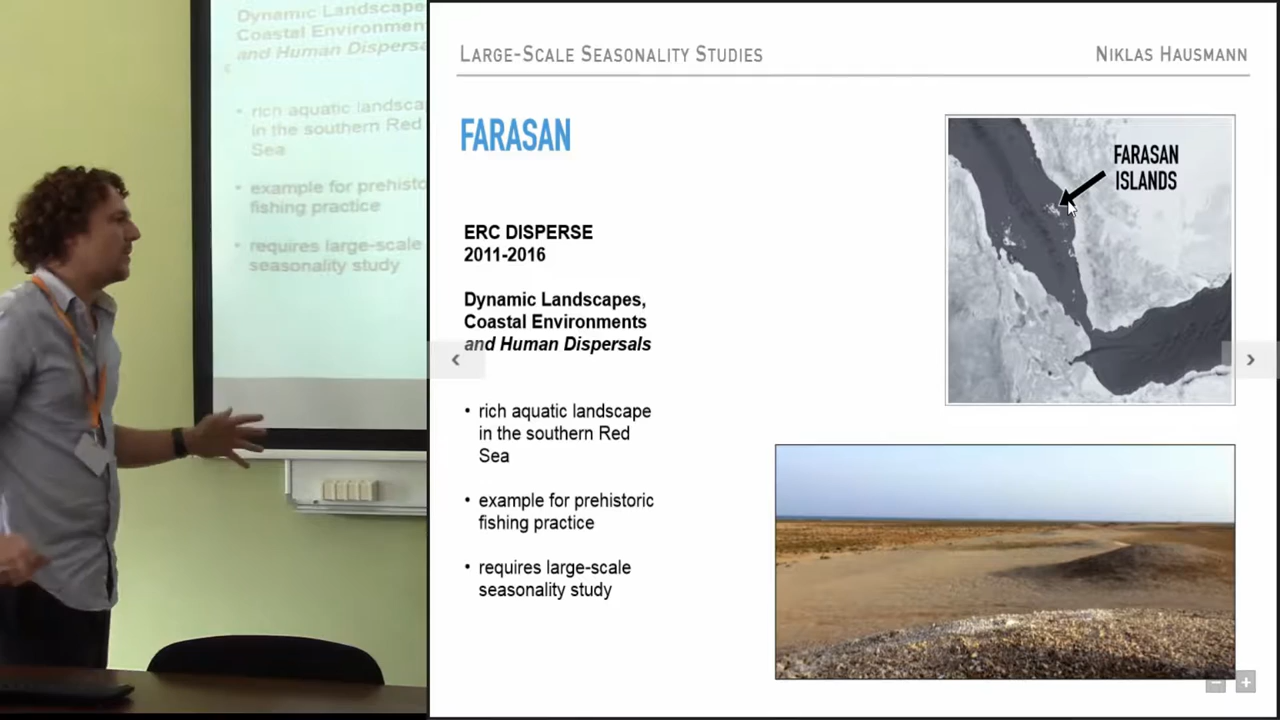 Dynamic Landscape
Coastal Environmen
and Human Dispersa
• rich aquatic landsca
in the southern Red
Sea
• example for prehisto
fishing practice
• requires large-scale
seasonality study
LARGE-SCALE SEASONALITY STUDIES
NIKLAS HAUSMANN
FARASAN
FARASAN
ISLANDS
ERC DISPERSE
2011-2016
Dynamic Landscapes,
Coastal Environments
and Human Dispersals
• rich aquatic landscape
in the southern Red
Sea
• example for prehistoric
fishing practice
• requires large-scale
seasonality study